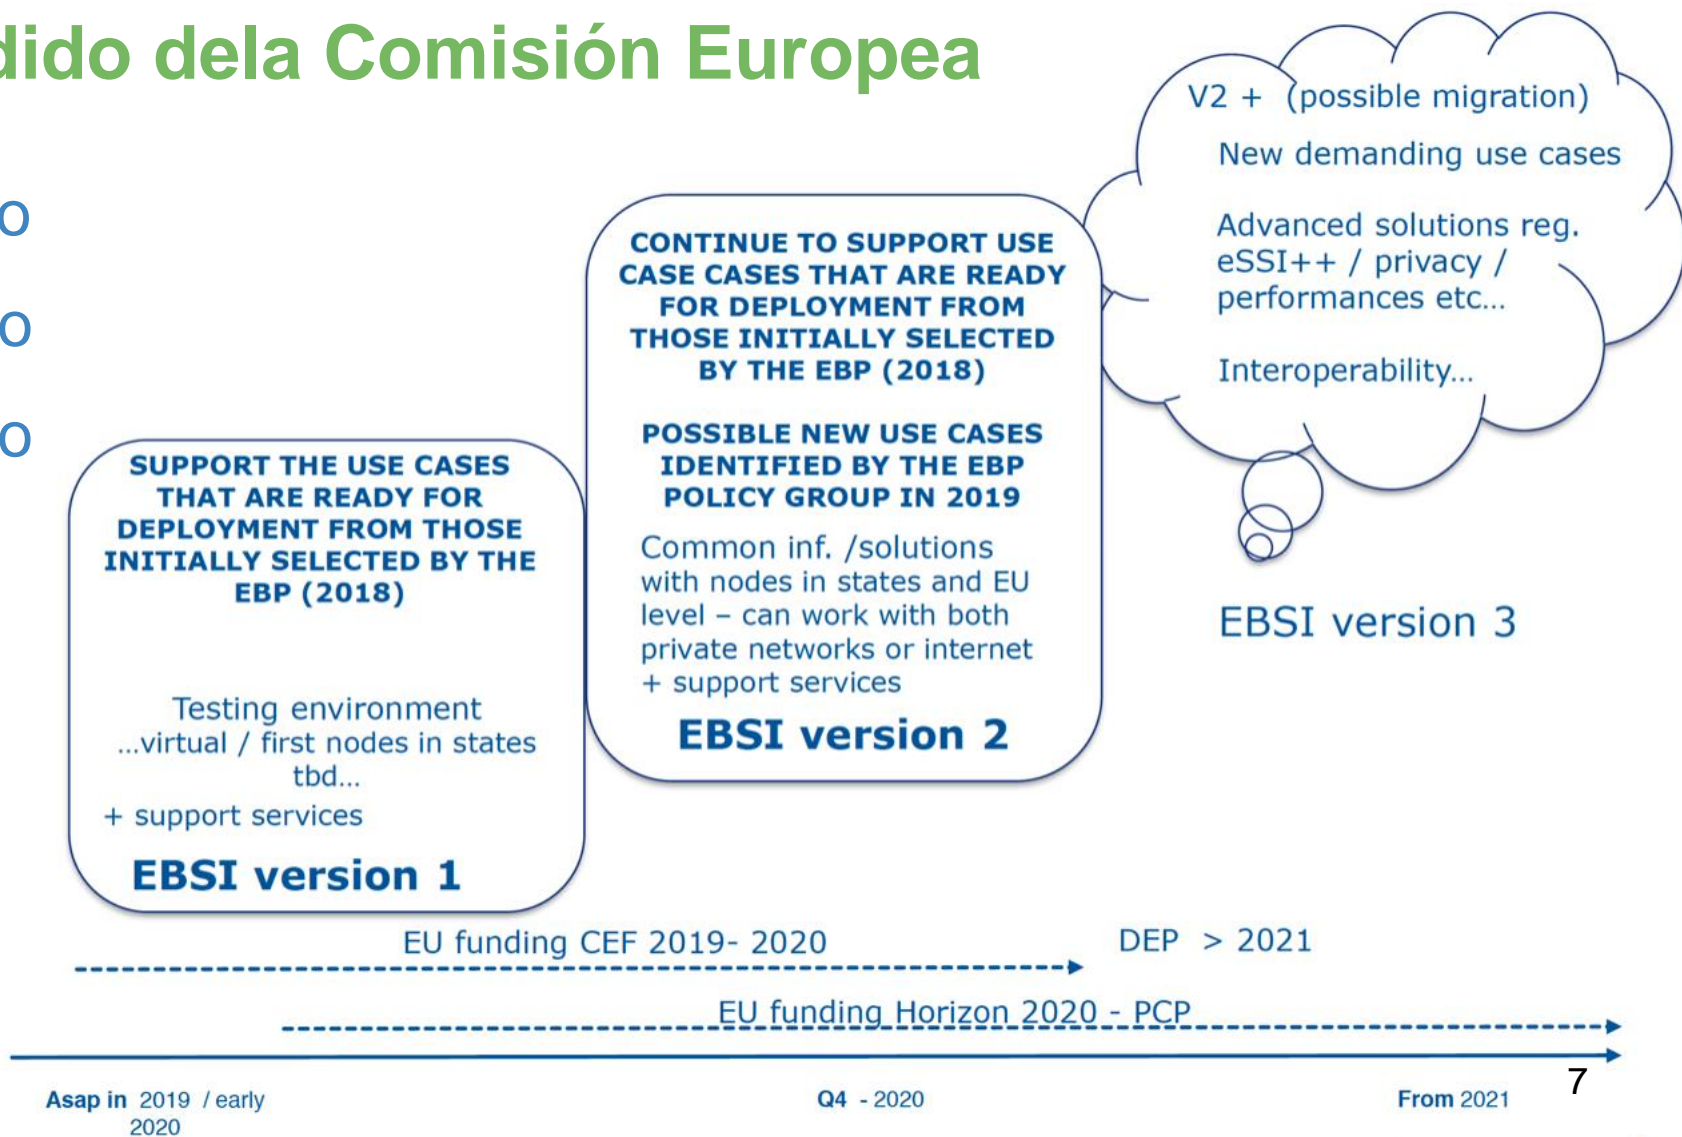 dido dela Comisión Europea
o
o
o
SUPPORT THE USE CASES
THAT ARE READY FOR
DEPLOYMENT FROM THOSE
INITIALLY SELECTED BY THE
EBP (2018)
Testing environment
...virtual / first nodes in states
tbd...
+ support services
EBSI version 1
CONTINUE TO SUPPORT USE
CASE CASES THAT ARE READY
FOR DEPLOYMENT FROM
THOSE INITIALLY SELECTED
BY THE EBP (2018)
POSSIBLE NEW USE CASES
IDENTIFIED BY THE EBP
POLICY GROUP IN 2019
Common inf. /solutions
with nodes in states and EU
level – can work with both
private networks or internet
+ support services
EBSI version 2
V2 + (possible migration)
New demanding use cases
Advanced solutions reg.
eSSI++ / privacy /
performances etc...
Interoperability...
EBSI version 3
EU funding CEF 2019- 2020
DEP > 2021
EU funding Horizon 2020 - PCP
Asap in 2019 / early
2020
Q4 - 2020
From 2021
7